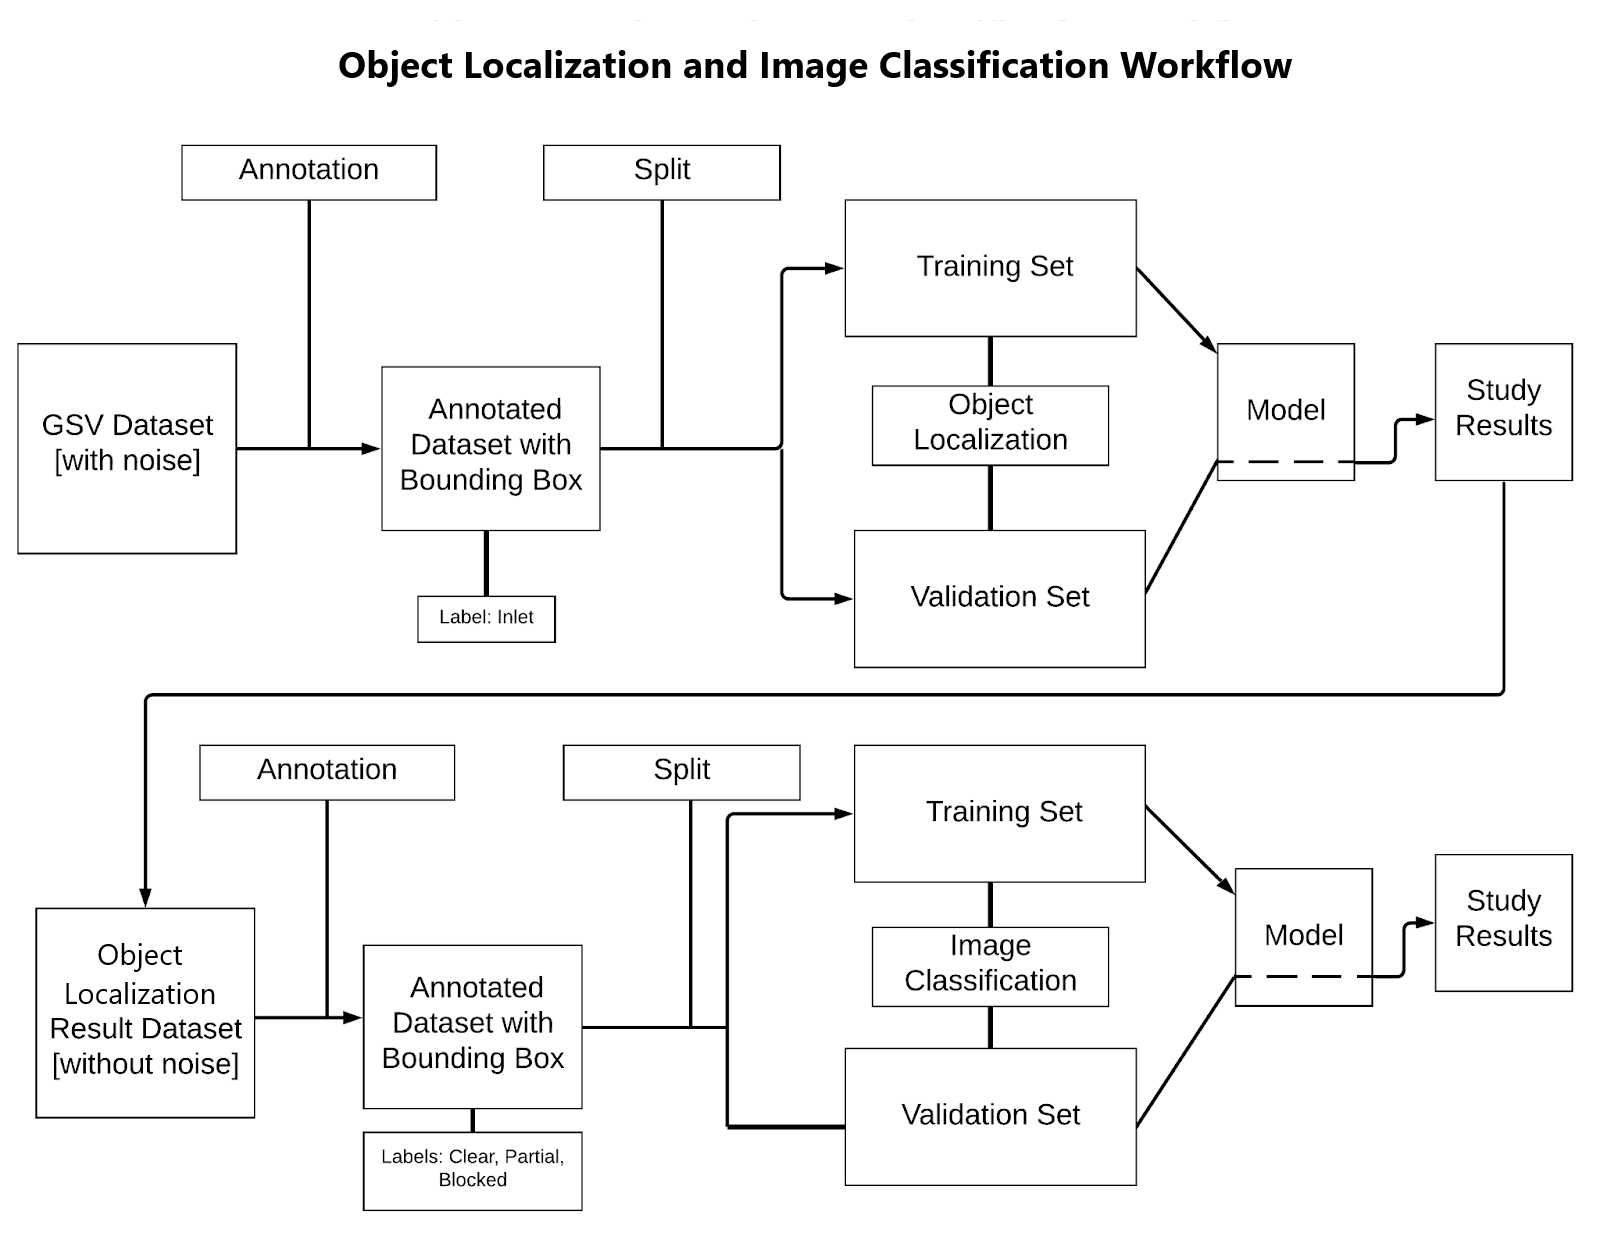 Object Localization and Image Classification Workflow
Annotation
Split
Training Set
GSV Dataset
[with noise]
Annotated
Dataset with
Bounding Box
Label: Inlet
Object
Localization
Validation Set
Model
Study
Results
Annotation
Split
Training Set
Object
Localization
Result Dataset
[without noise]
Annotated
Dataset with
Bounding Box
Labels: Clear, Partial,
Blocked
Image
Classification
Validation Set
Model
Study
Results